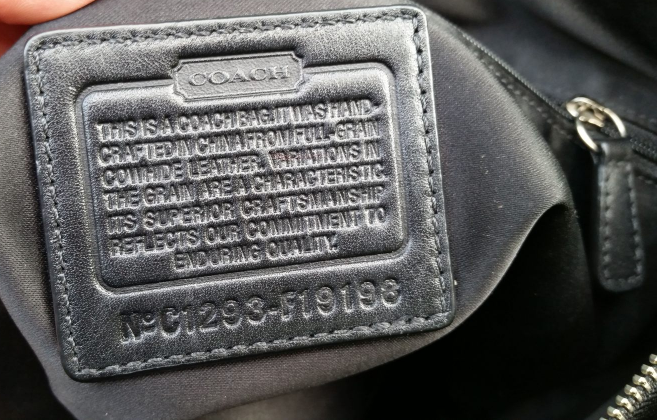 COACH
THIS IS A COACH BAG. IT WAS HAND-
CRAFTED IN CHINA FROM FULL-GRAIN
COWHIDE LEATHER. VARIATIONS IN
THE GRAIN ARE A CHARACTERISTIC.
ITS SUPERIOR CRAFTSMANSHIP
REFLECTS OUR COMMITMENT TO
ENDURING QUALITY.
Nº C1293-F19198